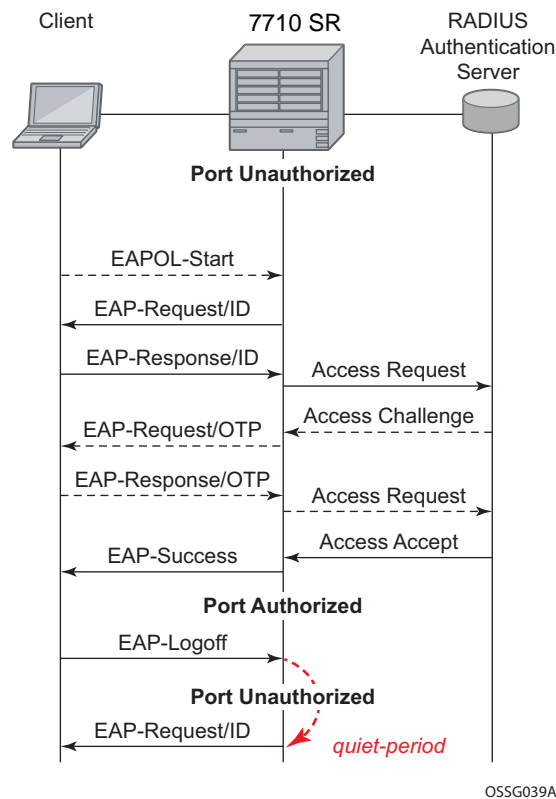 Client
7710 SR
RADIUS
Authentication
Server
Port Unauthorized
EAPOL-Start
EAP-Request/ID
EAP-Response/ID
Access Request
Access Challenge
EAP-Request/OTP
EAP-Response/OTP
Access Request
Access Accept
EAP-Success
Port Authorized
EAP-Logoff
Port Unauthorized
EAP-Request/ID
quiet-period
OSSG039A